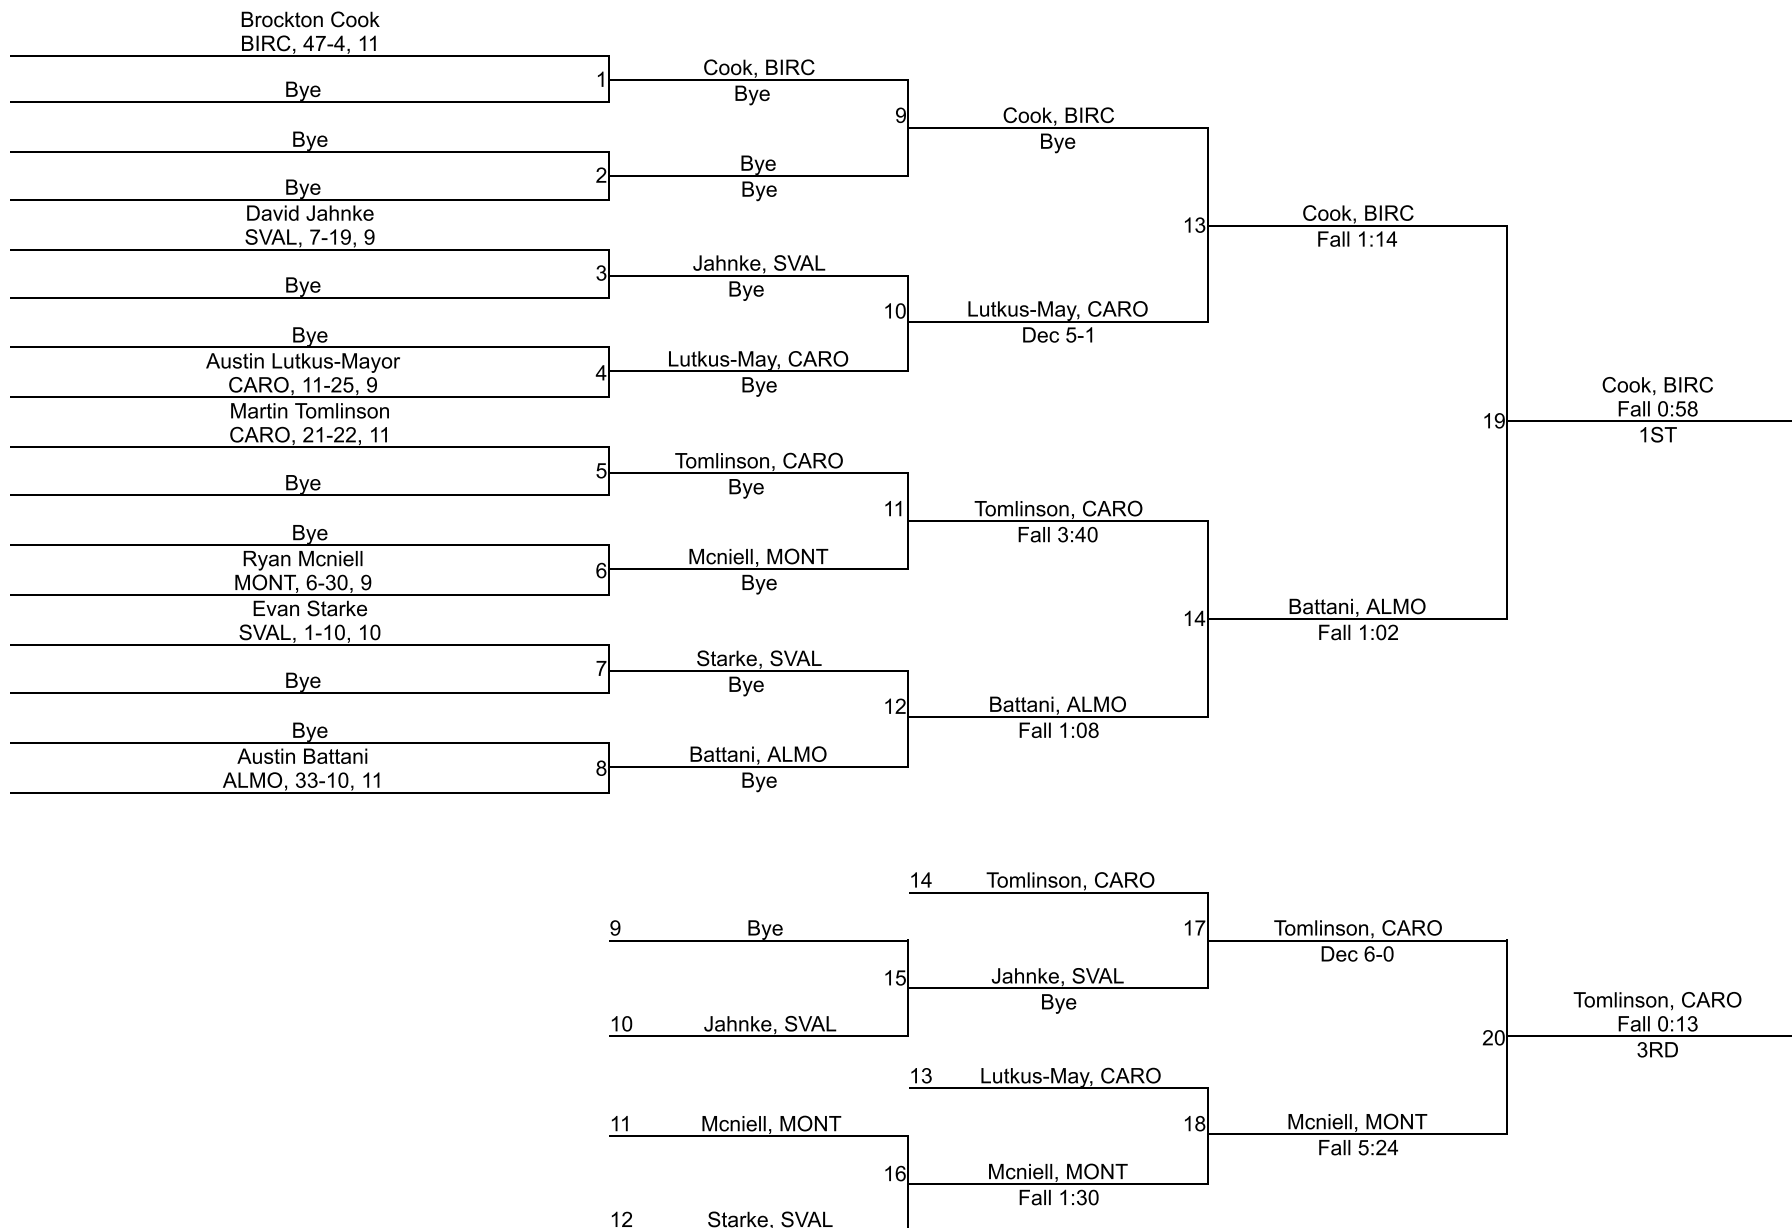 Brockton Cook
BIRC, 47-4, 11
Bye
1
Cook, BIRC
Bye
Bye
Bye
2
Bye
Bye
9
Cook, BIRC
Bye
David Jahnke
SVAL, 7-19, 9
Bye
3
Jahnke, SVAL
Bye
Bye
Austin Lutkus-Mayor
CARO, 11-25, 9
4
Lutkus-May, CARO
Bye
10
Lutkus-May, CARO
Dec 5-1
13
Cook, BIRC
Fall 1:14
Martin Tomlinson
CARO, 21-22, 11
Bye
5
Tomlinson, CARO
Bye
Bye
Ryan Mcniell
MONT, 6-30, 9
6
Mcniell, MONT
Bye
11
Tomlinson, CARO
Fall 3:40
Evan Starke
SVAL, 1-10, 10
Bye
7
Starke, SVAL
Bye
Bye
Austin Battani
ALMO, 33-10, 11
8
Battani, ALMO
Bye
12
Battani, ALMO
Fall 1:08
14
Battani, ALMO
Fall 1:02
19
Cook, BIRC
Fall 0:58
1ST
14
Tomlinson, CARO
9
Bye
10
Jahnke, SVAL
15
Jahnke, SVAL
Bye
17
Tomlinson, CARO
Dec 6-0
13
Lutkus-May, CARO
11
Mcniell, MONT
12
Starke, SVAL
16
Mcniell, MONT
Fall 1:30
18
Mcniell, MONT
Fall 5:24
20
Tomlinson, CARO
Fall 0:13
3RD